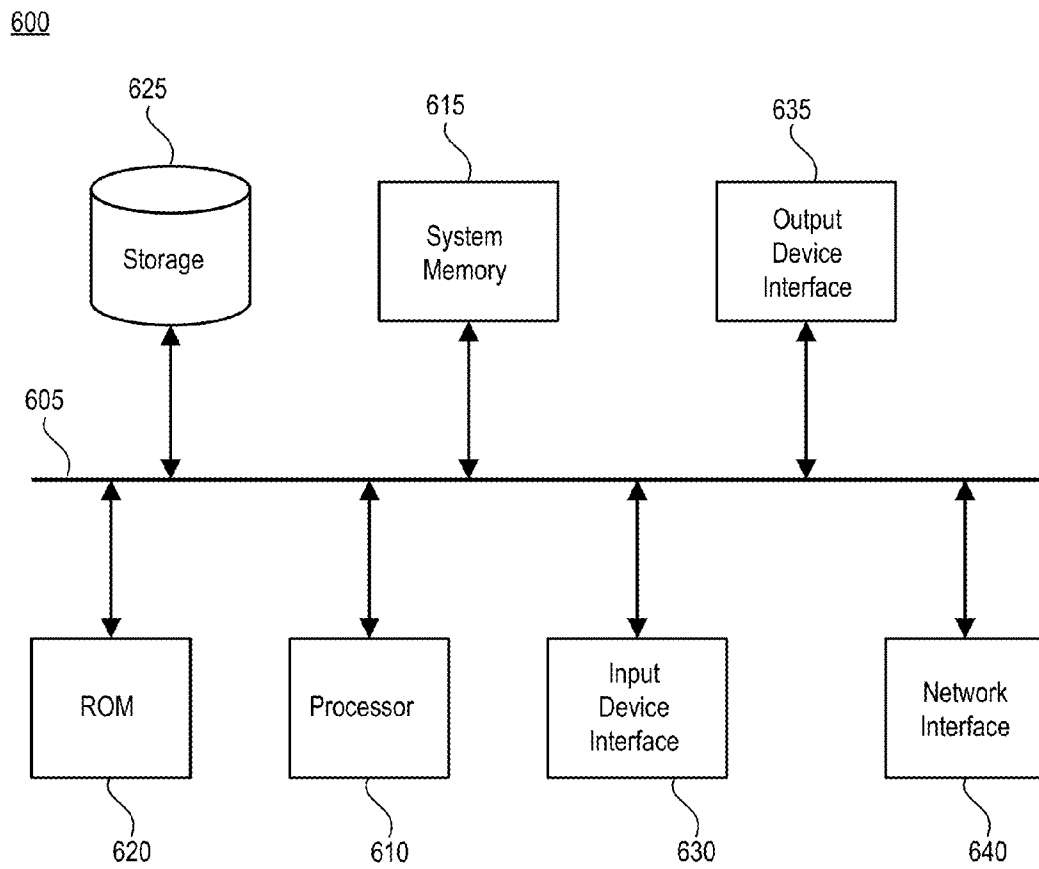 600
625
615
635
Storage
System
Memory
Output
Device
Interface
605
ROM
Processor
Input
Device
Interface
Network
Interface
620
610
630
640